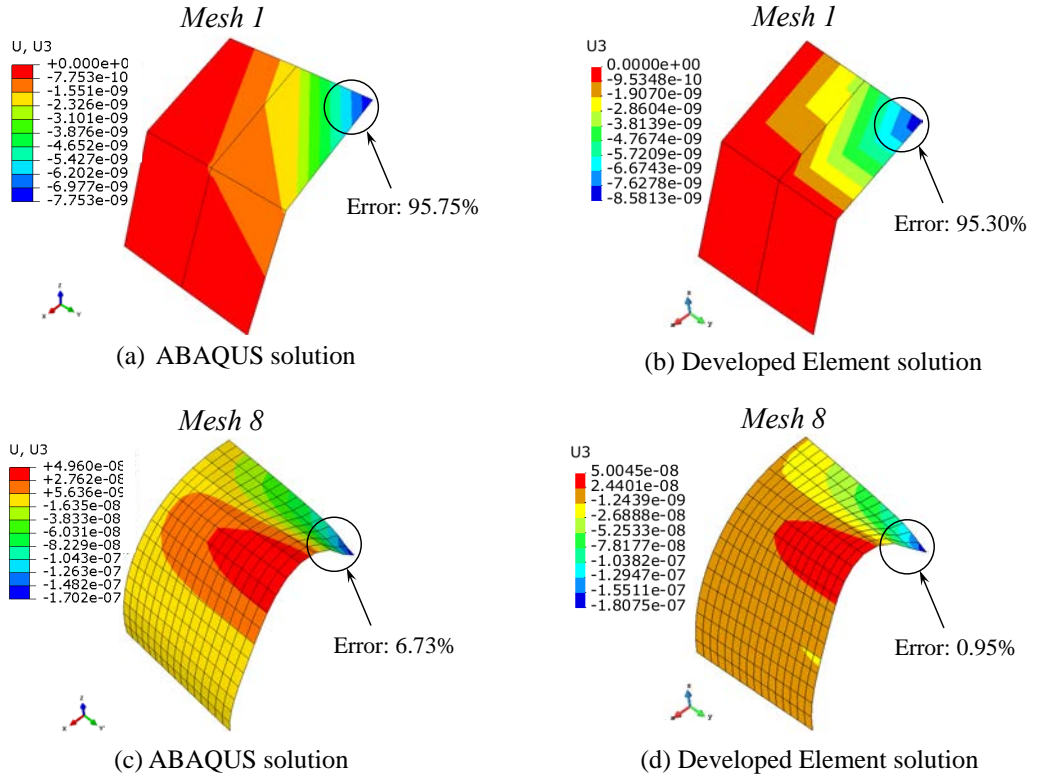 Mesh 1
U, U3
+0.000e+0
-7.753e-10
-1.551e-09
-2.326e-09
-3.101e-09
-3.876e-09
-4.652e-09
-5.427e-09
-6.202e-09
-6.977e-09
-7.753e-09
Error: 95.75%
(a) ABAQUS solution
Mesh 1
U3
0.0000e+00
-9.5348e-10
-1.9070e-09
-2.8604e-09
-3.8139e-09
-4.7674e-09
-5.7209e-09
-6.6743e-09
-7.6278e-09
-8.5813e-09
Error: 95.30%
(b) Developed Element solution
Mesh 8
U, U3
+4.960e-08
+2.762e-08
+5.636e-09
-1.635e-08
-3.833e-08
-6.031e-08
-8.229e-08
-1.043e-07
-1.263e-07
-1.482e-07
-1.702e-07
Error: 6.73%
(c) ABAQUS solution
Mesh 8
U3
5.0045e-08
2.4401e-08
-1.2439e-09
-2.6888e-08
-5.2533e-08
-7.8177e-08
-1.0382e-07
-1.2947e-07
-1.5511e-07
-1.8075e-07
Error: 0.95%
(d) Developed Element solution